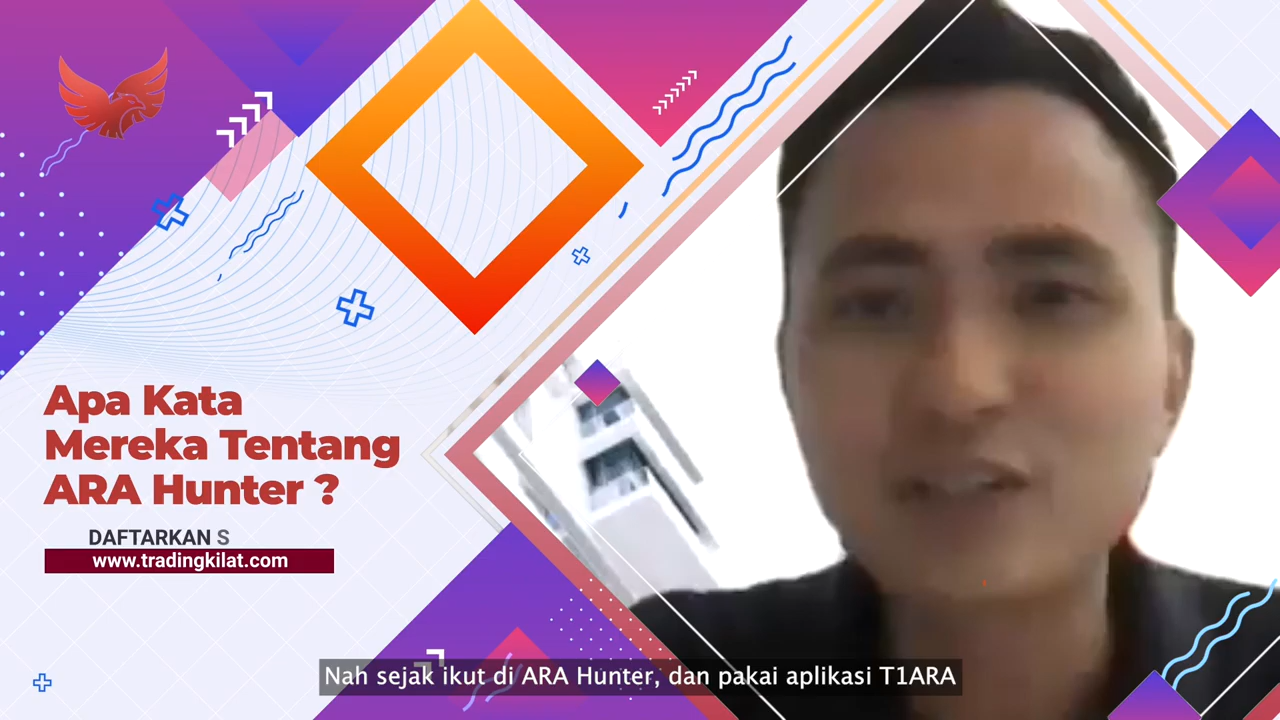 Apa Kata
Mereka Tentang
ARA Hunter ?
DAFTARKAN S
www.tradingkilat.com
Nah sejak ikut di ARA Hunter, dan pakai aplikasi T1ARA